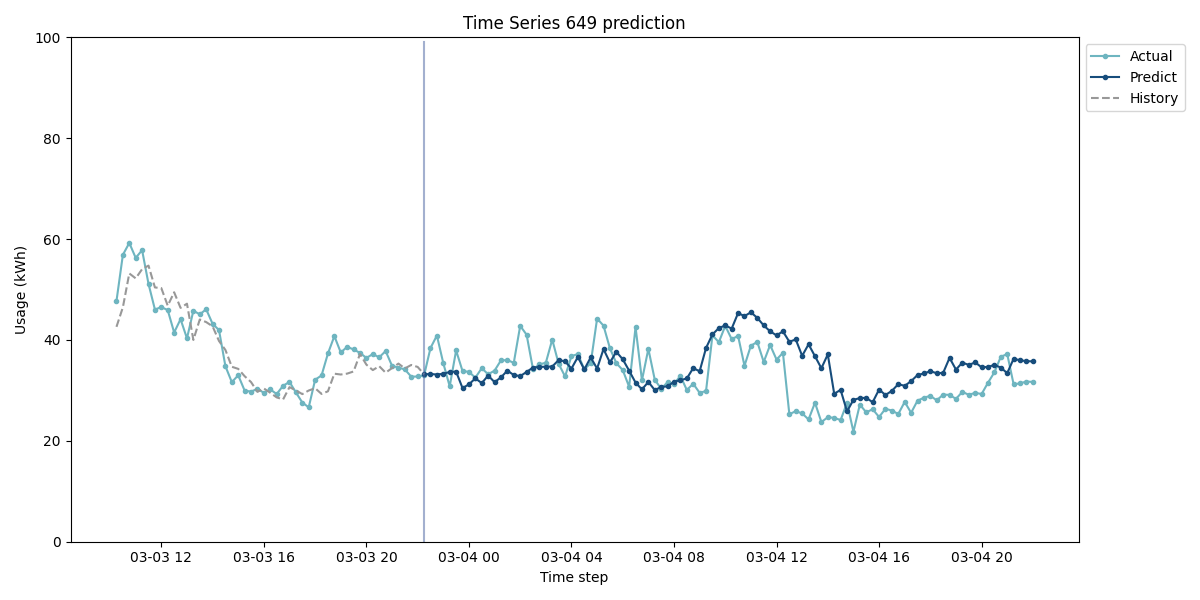 Time Series 649 prediction
100
80
60
40
20
0
Usage (kWh)
03-03 12
03-03 16
03-03 20
03-04 00
03-04 04
03-04 08
03-04 12
03-04 16
03-04 20
Time step
Actual
Predict
History